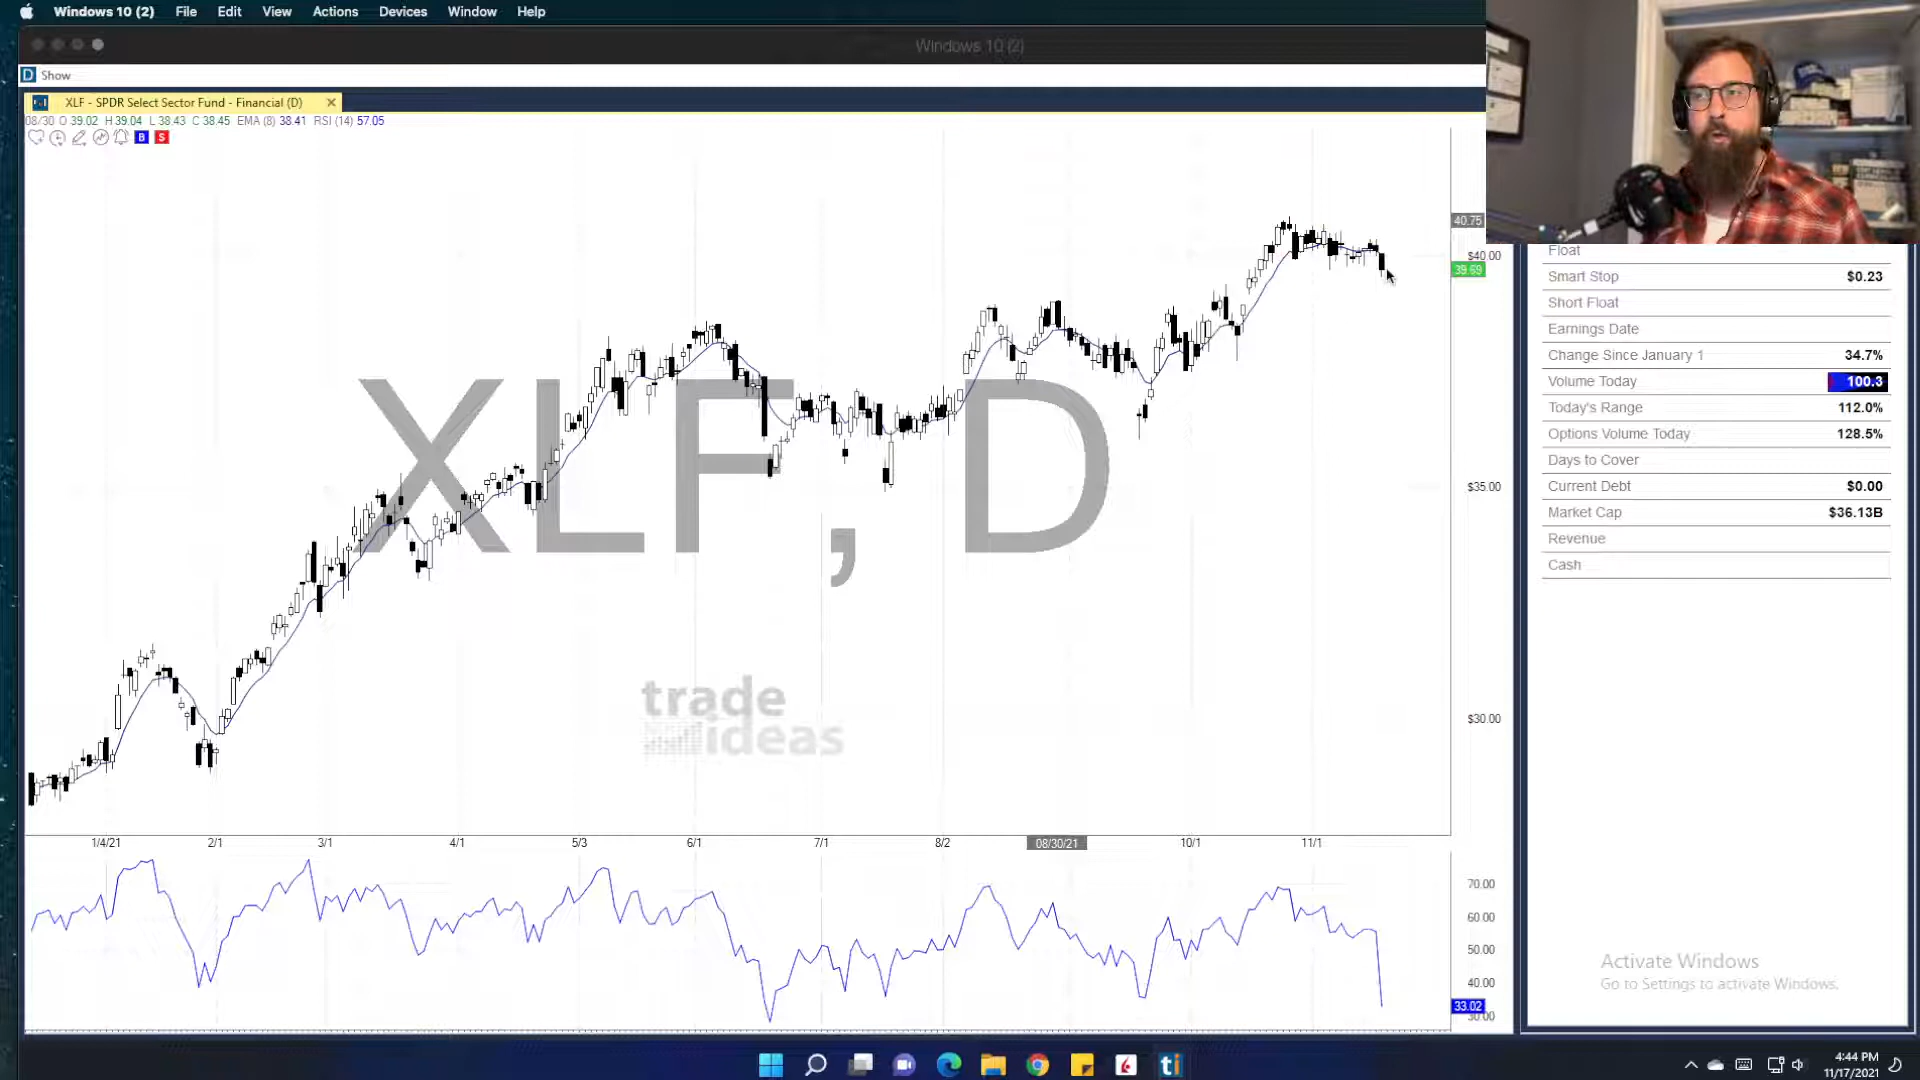 Windows 10 (2) File Edit View Actions Devices Window Help
Windows 10 (2)
D Show
XLF - SPDR Select Sector Fund - Financial (D)
08/30 O 39.02 H 39.04 L 38.43 C 38.45 EMA (8) 38.41 RSI (14) 57.05
B S
XLF, D
trade
ideas
40.75
$40.00
39.69
$35.00
$30.00
1/4/21 2/1 3/1 4/1 5/3 6/1 7/1 8/2 08/30/21 10/1 11/1
70.00
60.00
50.00
40.00
33.02
30.00
Float
Smart Stop $0.23
Short Float
Earnings Date
Change Since January 1 34.7%
Volume Today 100.3
Today's Range 112.0%
Options Volume Today 128.5%
Days to Cover
Current Debt $0.00
Market Cap $36.13B
Revenue
Cash
Activate Windows
Go to Settings to activate Windows.
ti
4:44 PM
11/17/2021